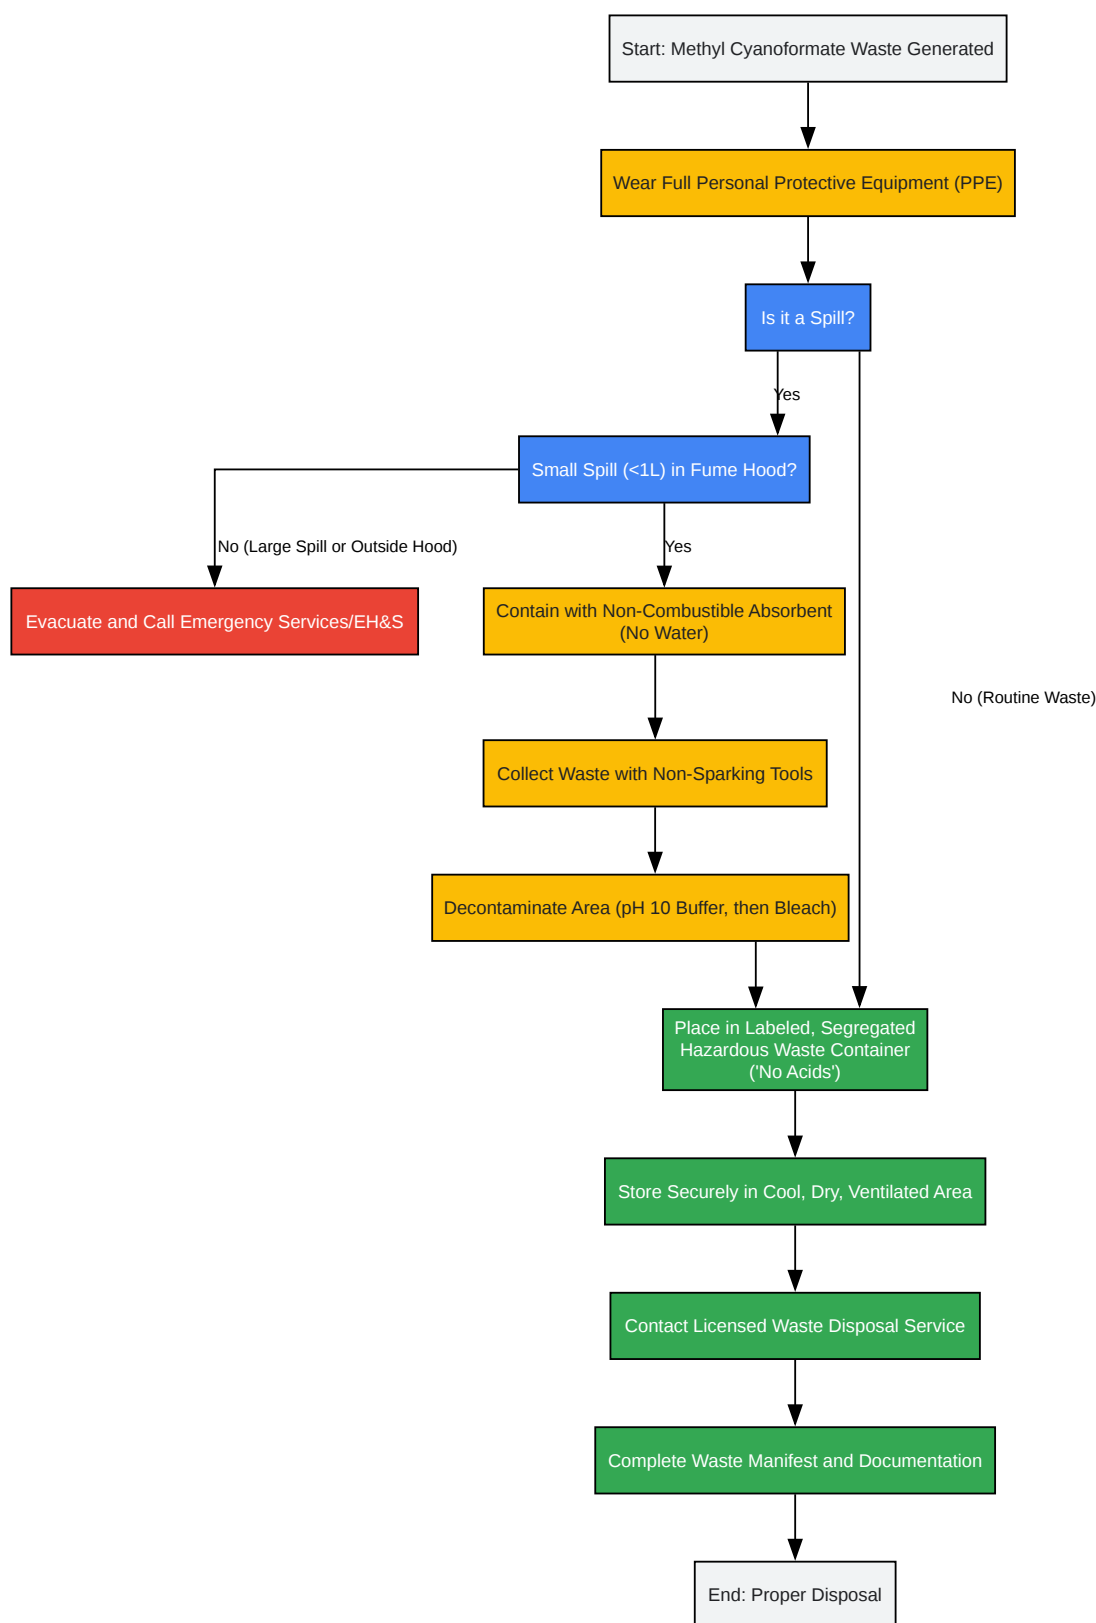 Start: Methyl Cyanoformate Waste Generated
Wear Full Personal Protective Equipment (PPE)
Is it a Spill?
Yes
Small Spill (<1L) in Fume Hood?
No (Large Spill or Outside Hood)
Yes
Evacuate and Call Emergency Services/EH&S
Contain with Non-Combustible Absorbent
(No Water)
No (Routine Waste)
Collect Waste with Non-Sparking Tools
Decontaminate Area (pH 10 Buffer, then Bleach)
Place in Labeled, Segregated
Hazardous Waste Container
('No Acids')
Store Securely in Cool, Dry, Ventilated Area
Contact Licensed Waste Disposal Service
Complete Waste Manifest and Documentation
End: Proper Disposal